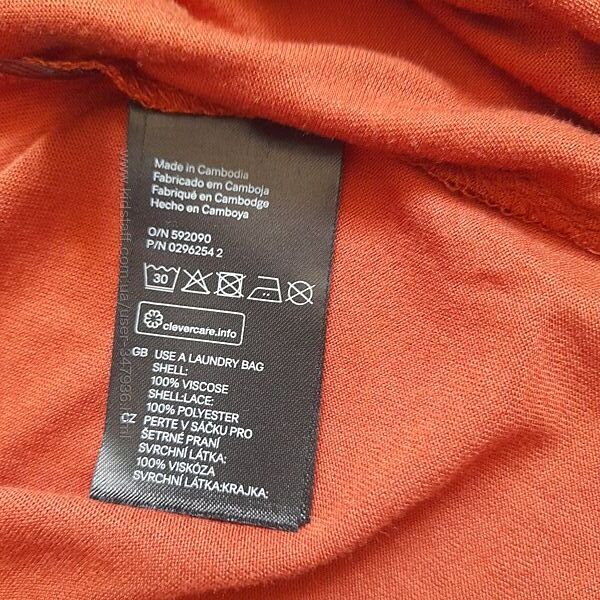 Made in Cambodia
Fabricado em Camboja
Fabriqué en Cambodge
Hecho en Camboya
O/N 592090
P/N 0296254 2
30
clevercare.info
GB USE A LAUNDRY BAG
SHELL:
100% VISCOSE
SHELL:LACE:
100% POLYESTER
CZ PERTE V SÁČKU PRO
ŠETRNÉ PRANÍ
SVRCHNÍ LÁTKA:
100% VISKÓZA
SVRCHNÍ LÁTKA:KRAJKA: